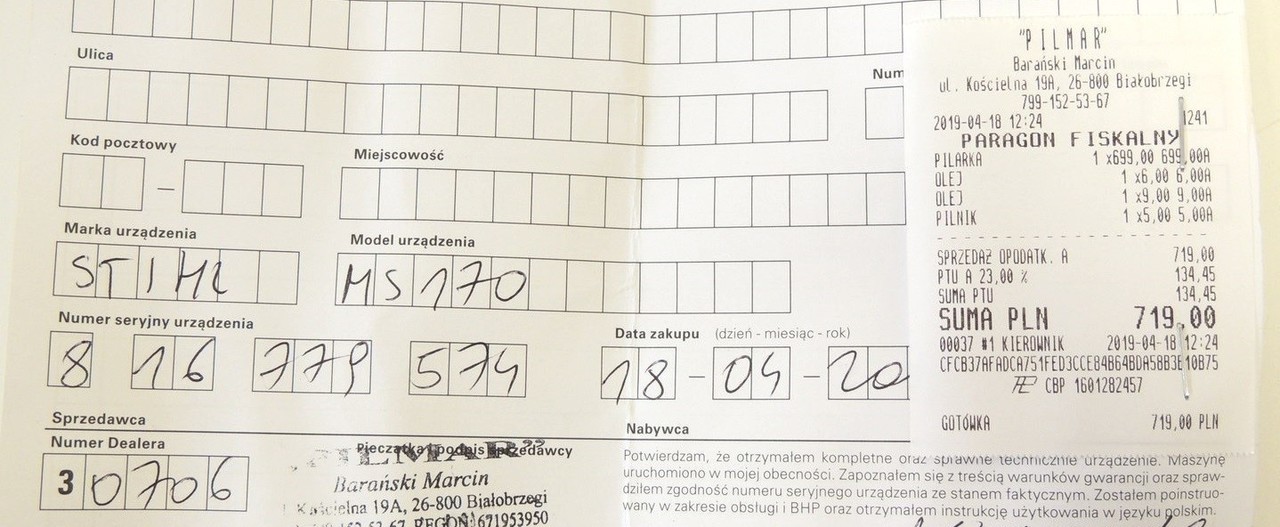 Ulica
Num
Kod pocztowy
Miejscowość
Marka urządzenia
STIHL
Model urządzenia
MS170
Numer seryjny urządzenia
8 16 779 574
Data zakupu (dzień - miesiąc - rok)
18 - 04 - 20
Sprzedawca
Numer Dealera
30706
Pieczątka i podpis sprzedawcy
PILMAR"
Barański Marcin
Kościelna 19A, 26-800 Białobrzegi
152-53-67, REGON: 671953950
Nabywca
Potwierdzam, że otrzymałem kompletne oraz sprawne technicznie urządzenie. Maszynę
uruchomiono w mojej obecności. Zapoznałem się z treścią warunków gwarancji oraz spraw-
dziłem zgodność numeru seryjnego urządzenia ze stanem faktycznym. Zostałem poinstruo-
wany w zakresie obsługi i BHP oraz otrzymałem instrukcję użytkowania w języku polskim.
"PILMAR"
Barański Marcin
ul. Kościelna 19A, 26-800 Białobrzegi
799-152-53-67
2019-04-18 12:24 1241
PARAGON FISKALNY
PILARKA 1 x699,00 699,00A
OLEJ 1 x6,00 6,00A
OLEJ 1 x9,00 9,00A
PILNIK 1 x5,00 5,00A
SPRZEDAŻ OPODATK. A 719,00
PTU A 23,00 % 134,45
SUMA PTU 134,45
SUMA PLN 719,00
00037 #1 KIEROWNIK 2019-04-18 12:24
CFCB37AFADCA751FED3CCE84B64BDA58B3E10B75
CBP 1601282457
GOTÓWKA 719,00 PLN